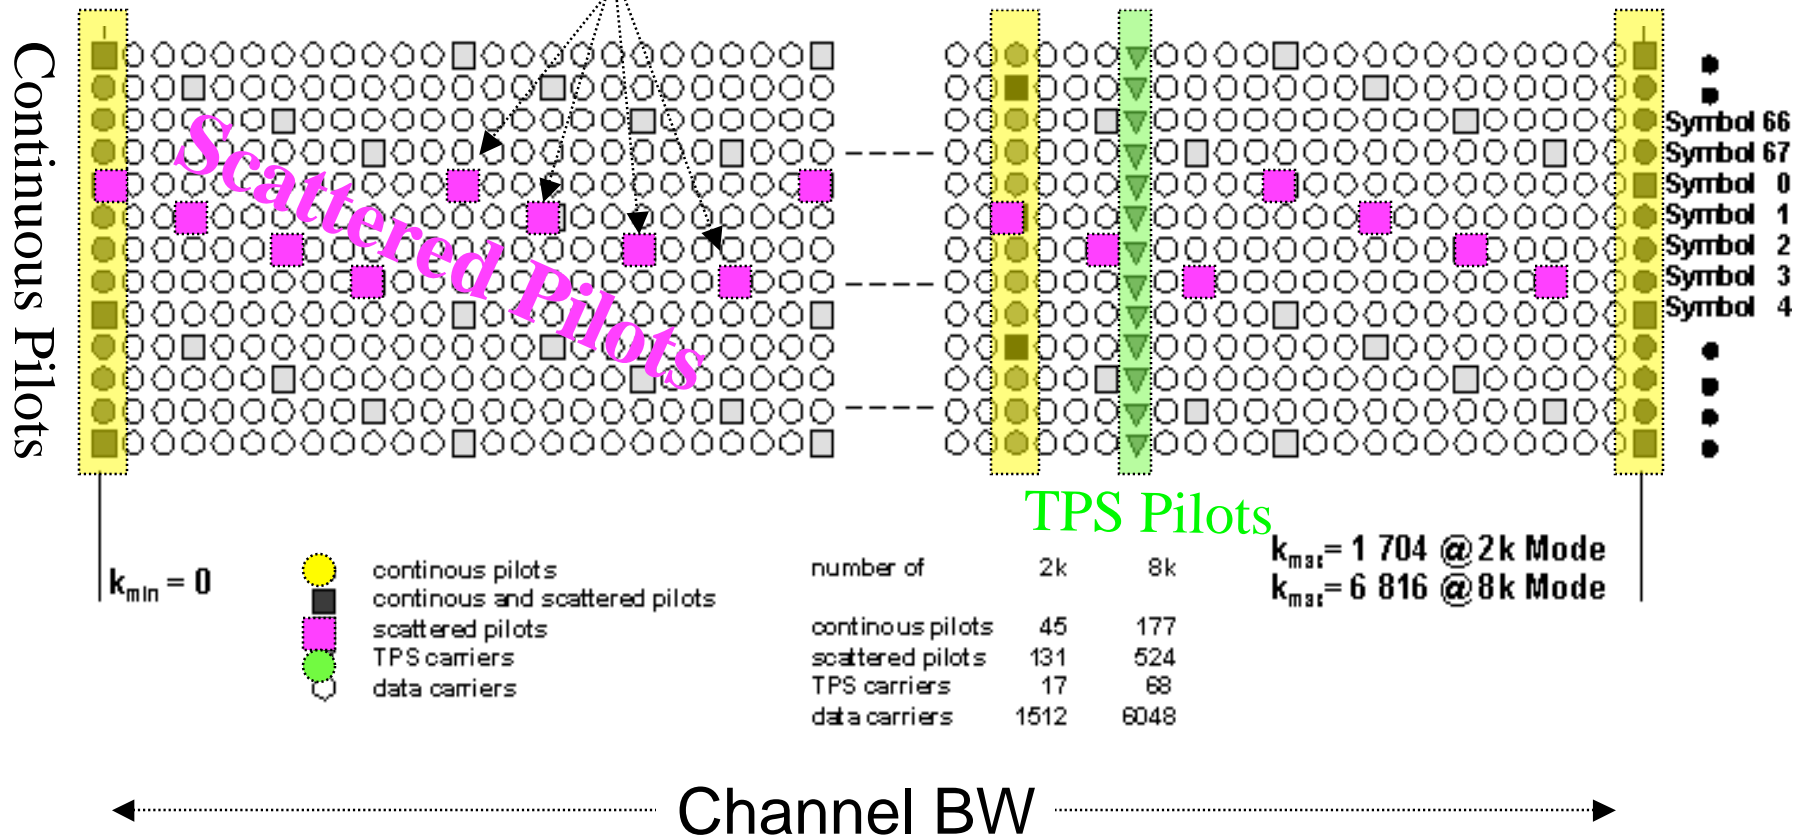 Continuous Pilots
Scattered Pilots
Symbol 66
Symbol 67
Symbol 0
Symbol 1
Symbol 2
Symbol 3
Symbol 4
TPS Pilots
kmin = 0
kmax= 1 704 @2k Mode
kmax= 6 816 @8k Mode
continous pilots
continous and scattered pilots
scattered pilots
TPS carriers
data carriers
number of 2k 8k
continous pilots 45 177
scattered pilots 131 524
TPS carriers 17 68
data carriers 1512 6048
Channel BW